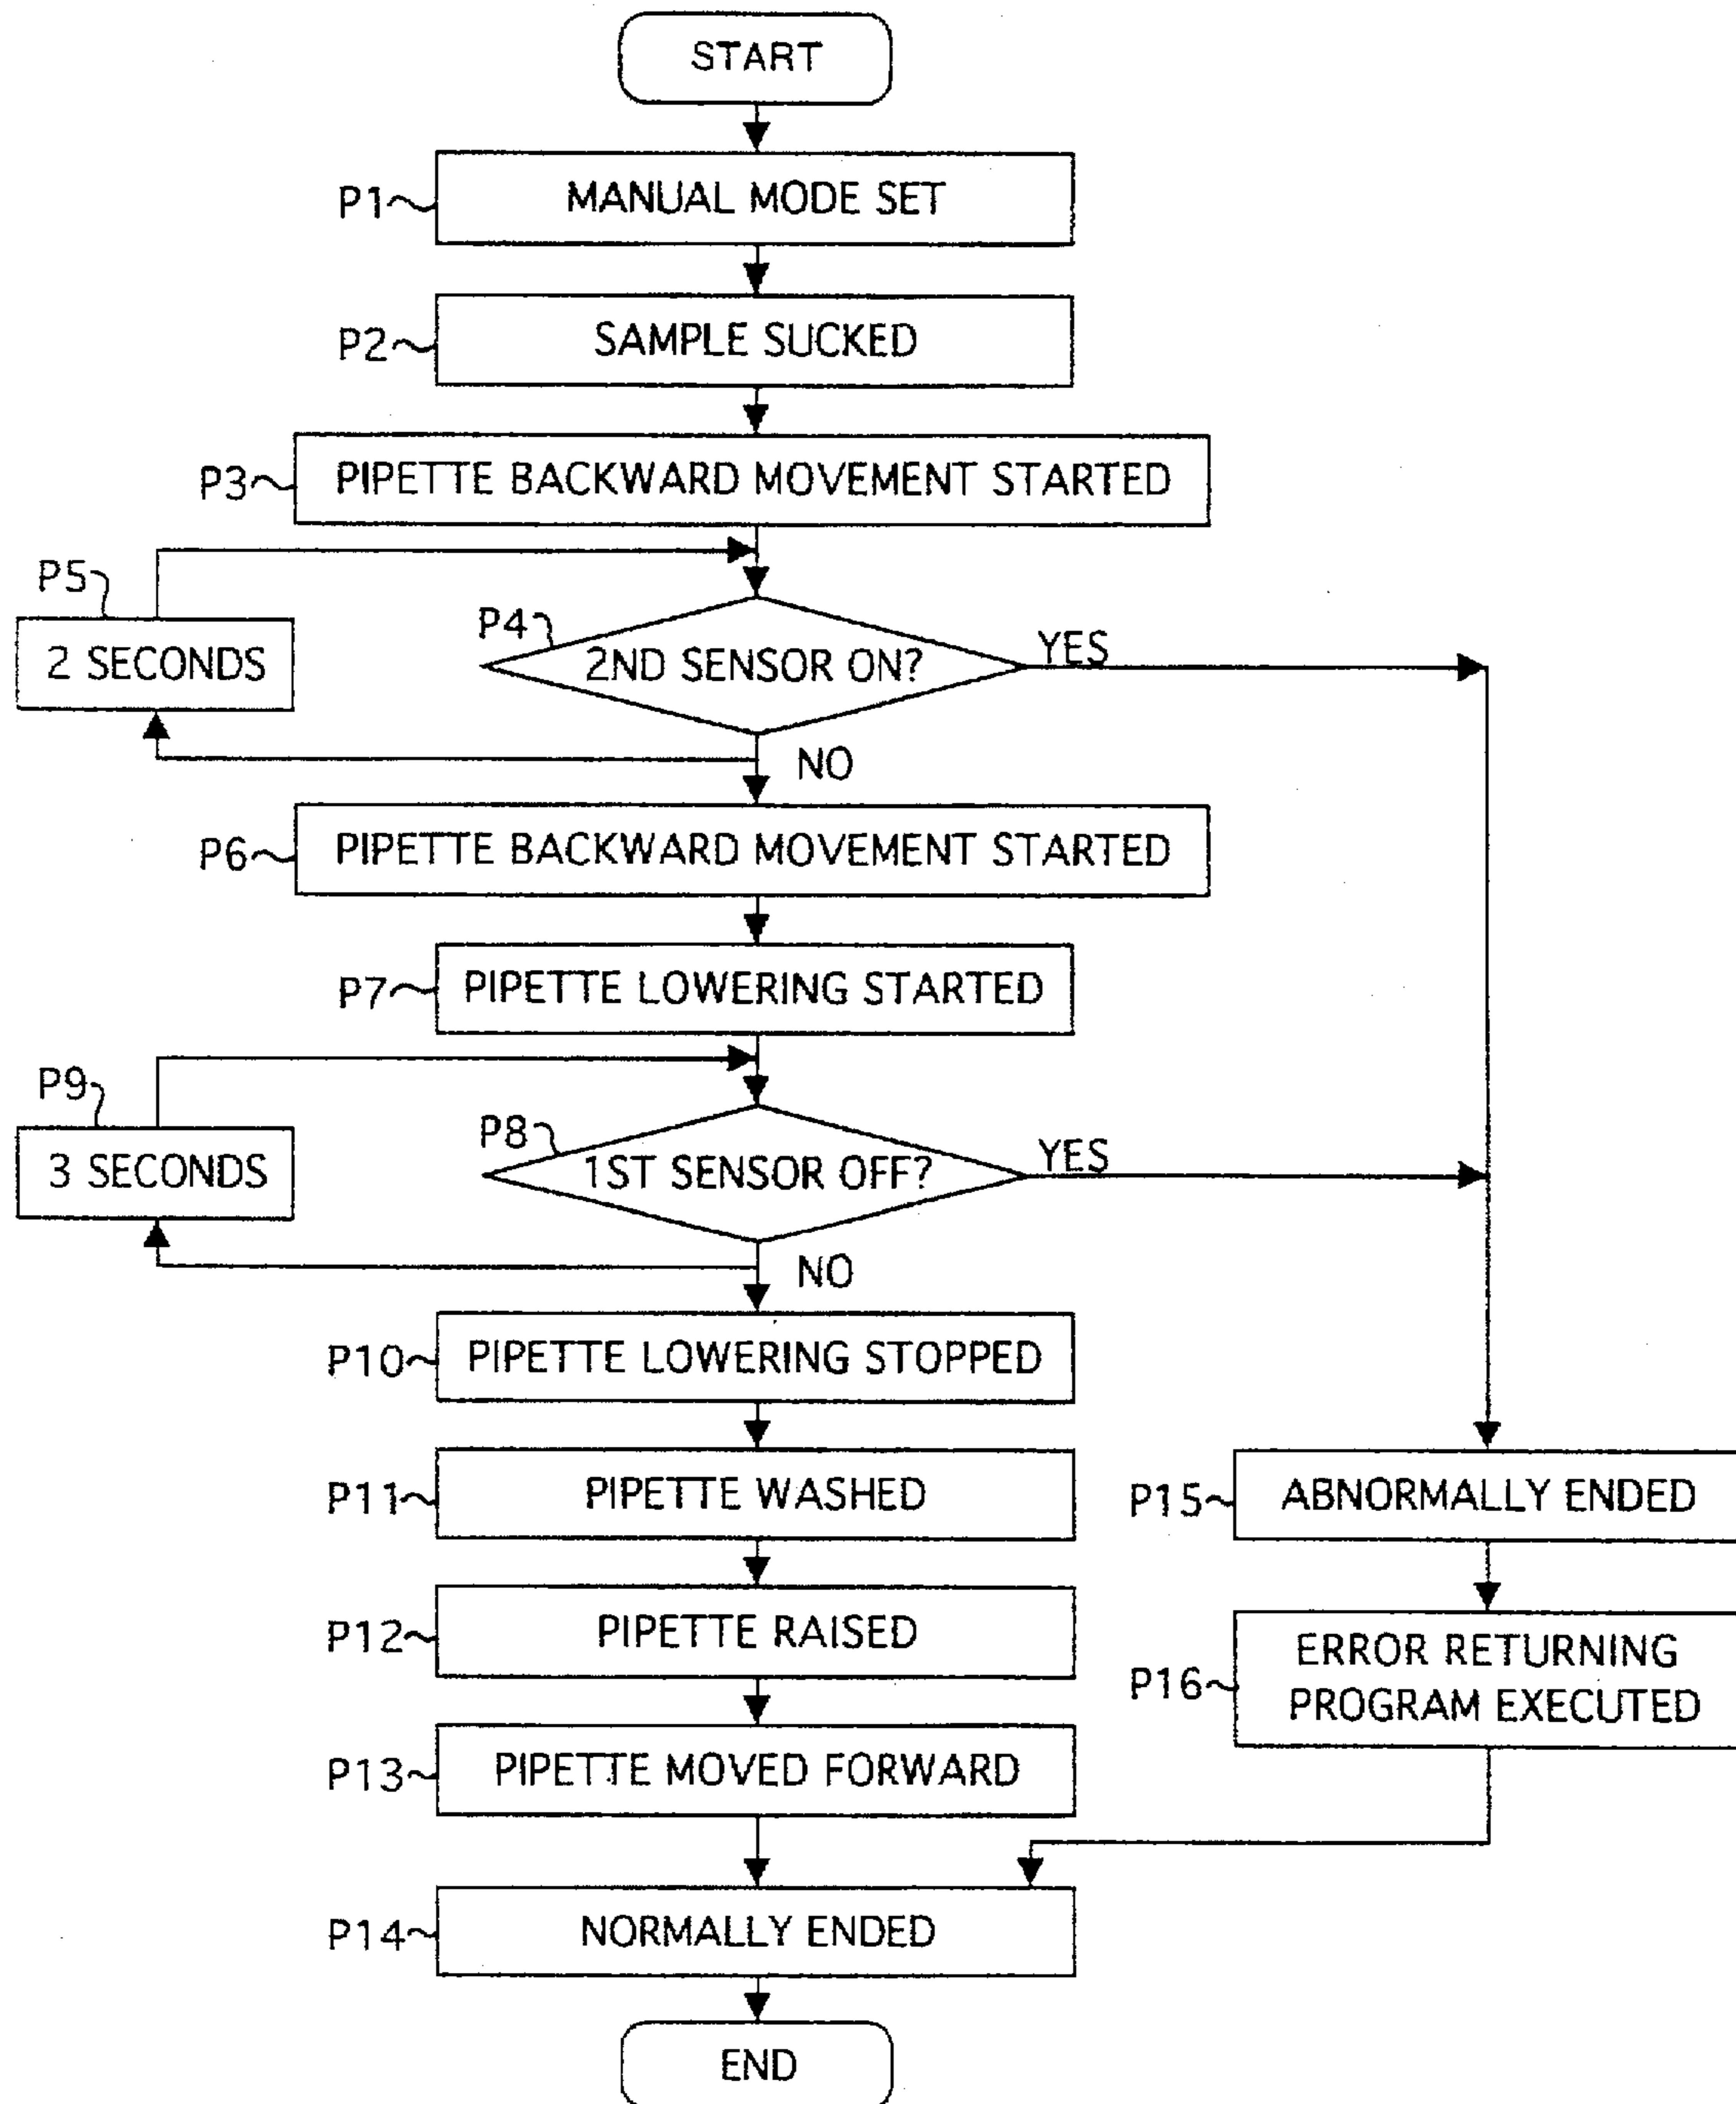 START
P1 MANUAL MODE SET
P2 SAMPLE SUCKED
P3 PIPETTE BACKWARD MOVEMENT STARTED
P5
2 SECONDS
P4
2ND SENSOR ON?
YES
NO
P6 PIPETTE BACKWARD MOVEMENT STARTED
P7 PIPETTE LOWERING STARTED
P9
3 SECONDS
P8
1ST SENSOR OFF?
YES
NO
P10 PIPETTE LOWERING STOPPED
P11 PIPETTE WASHED
P15 ABNORMALLY ENDED
P12 PIPETTE RAISED
P16 ERROR RETURNING
PROGRAM EXECUTED
P13 PIPETTE MOVED FORWARD
P14 NORMALLY ENDED
END